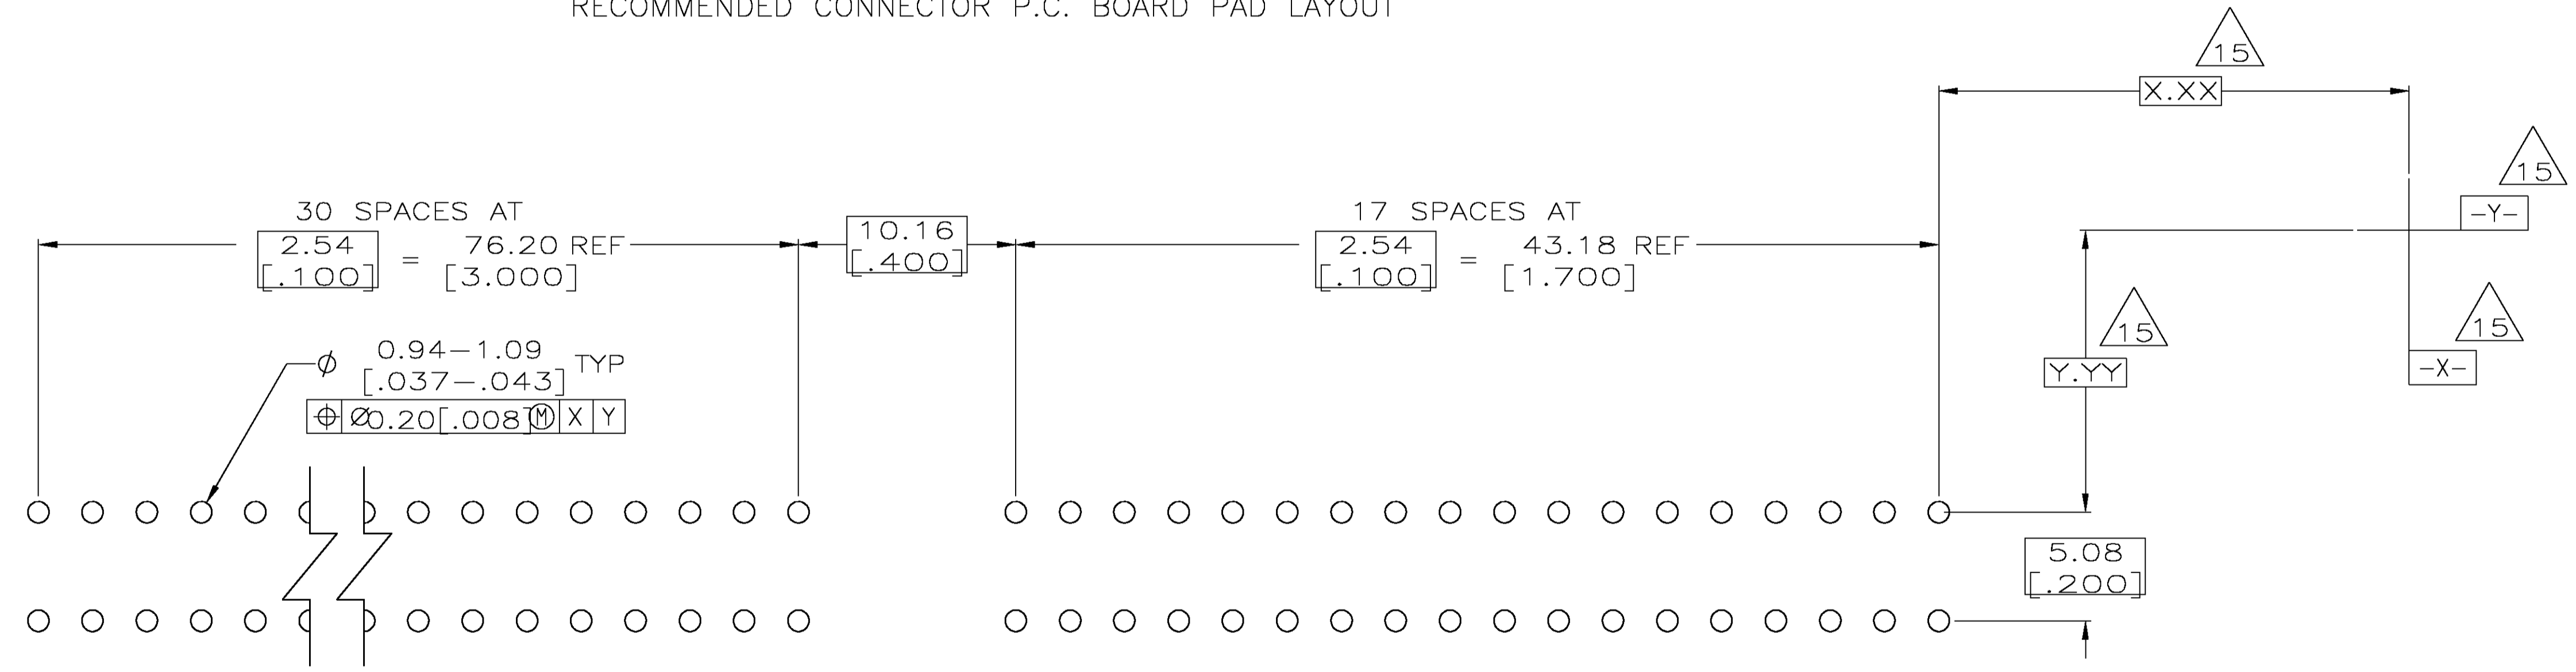 RECOMMENDED CONNECTOR P.C. BOARD PAD LAYOUT
15
X.XX
15
-Y-
30 SPACES AT
2.54
[.100]
=
76.20 REF
[3.000]
10.16
[.400]
17 SPACES AT
2.54
[.100]
=
43.18 REF
[1.700]
15
Y.YY
15
-X-
ϕ 0.94-1.09 TYP
[.037-.043]
⌖ ⌀0.20[.008]Ⓜ X Y
5.08
[.200]